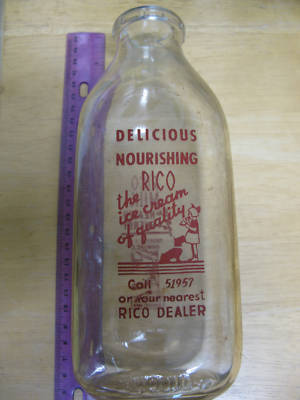 DELICIOUS
NOURISHING
RICO
the
ice cream
of quality
Call 51957
or your nearest
RICO DEALER